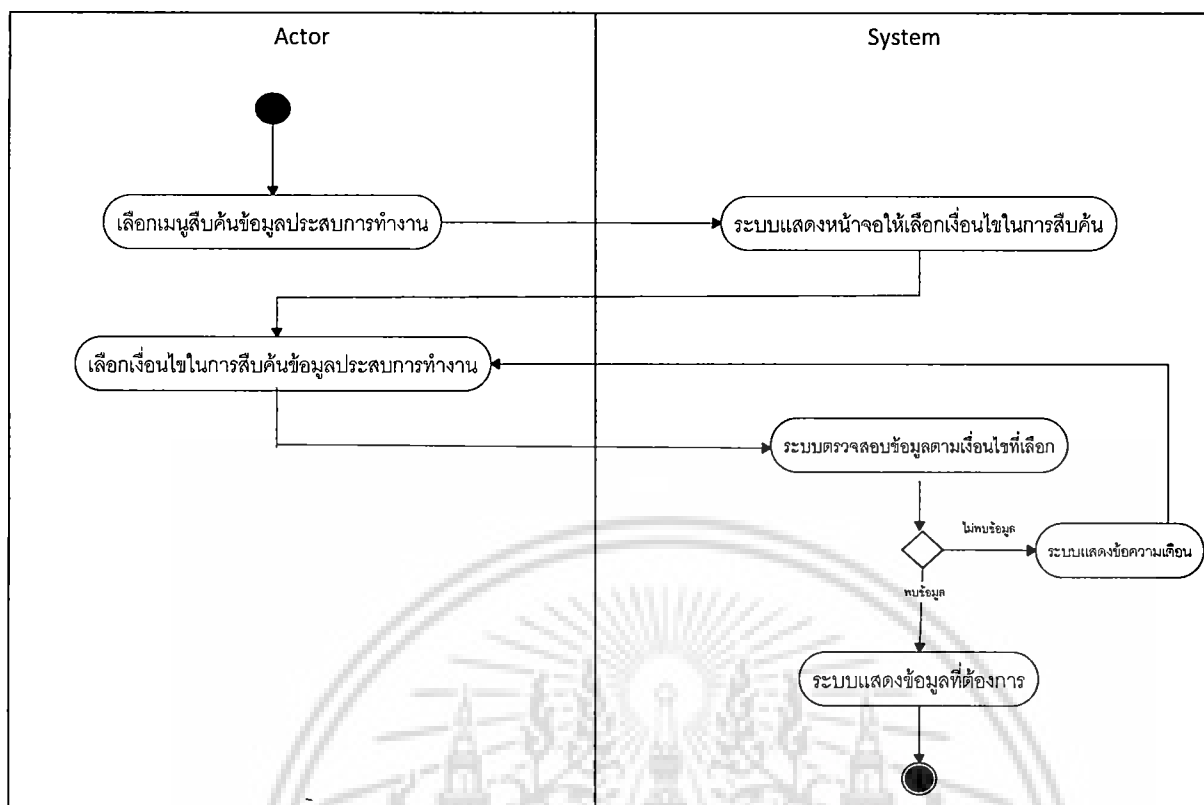 Actor
System
เลือกเมนูสืบค้นข้อมูลประสบการทำงาน
ระบบแสดงหน้าจอให้เลือกเงื่อนไขในการสืบค้น
เลือกเงื่อนไขในการสืบค้นข้อมูลประสบการทำงาน
ระบบตรวจสอบข้อมูลตามเงื่อนไขที่เลือก
ไม่พบข้อมูล
ระบบแสดงข้อความเตือน
พบข้อมูล
ระบบแสดงข้อมูลที่ต้องการ